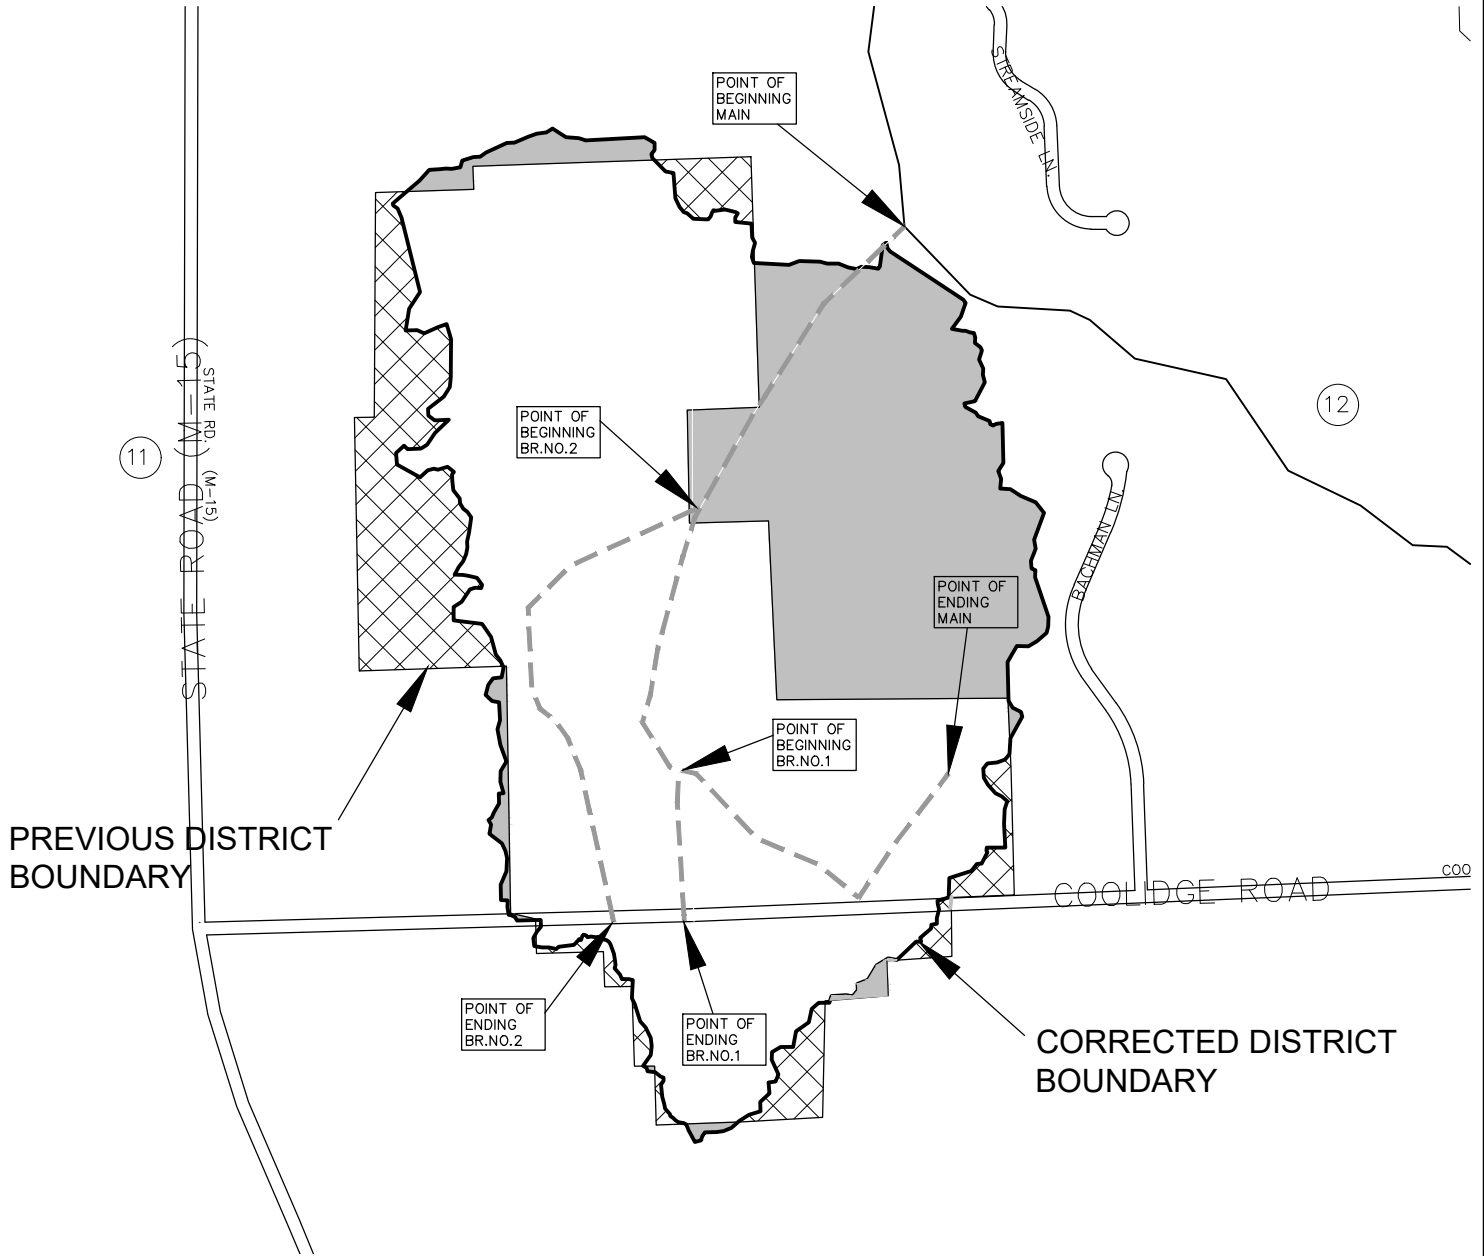 POINT OF
BEGINNING
MAIN
STREAMSIDE LN.
STATE RD. (M-15)
STATE ROAD (M-15)
11
12
POINT OF
BEGINNING
BR.NO.2
BACHMAN LN.
POINT OF
ENDING
MAIN
POINT OF
BEGINNING
BR.NO.1
PREVIOUS DISTRICT
BOUNDARY
COOLIDGE ROAD
COO
POINT OF
ENDING
BR.NO.2
POINT OF
ENDING
BR.NO.1
CORRECTED DISTRICT
BOUNDARY